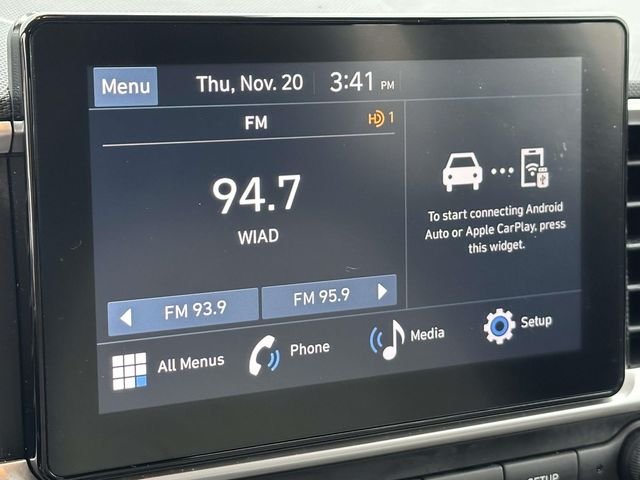 Menu
Thu, Nov. 20
3:41 PM
FM
HD 1
94.7
WIAD
FM 93.9
FM 95.9
To start connecting Android
Auto or Apple CarPlay, press
this widget.
All Menus
Phone
Media
Setup
SETUP